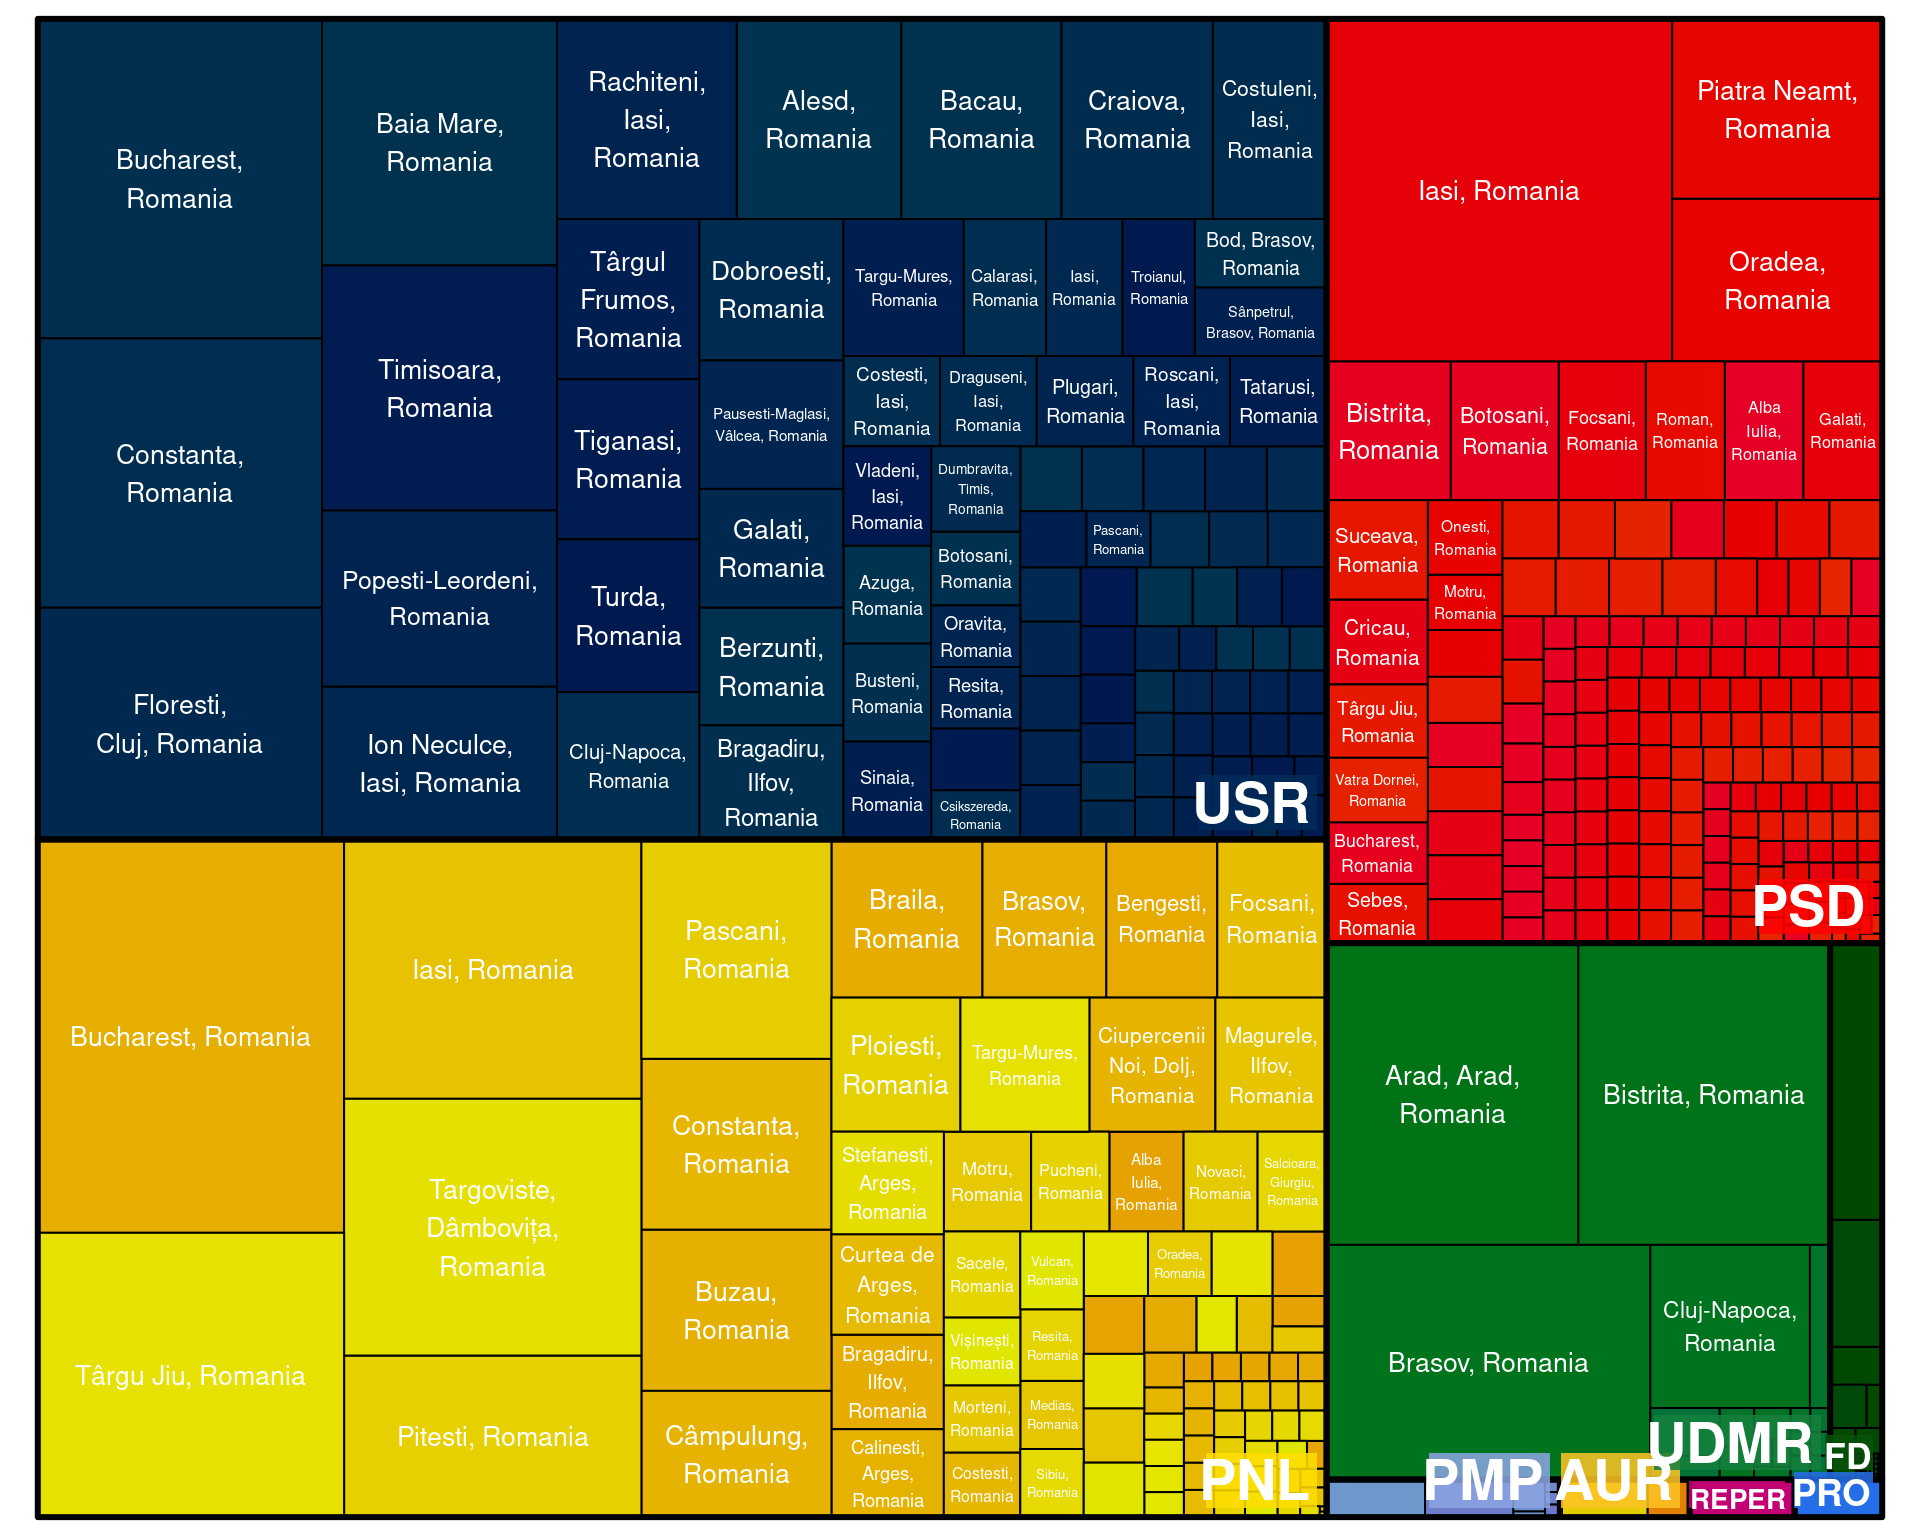 Bucharest,
Romania
Constanta,
Romania
Floresti,
Cluj, Romania
Baia Mare,
Romania
Timisoara,
Romania
Popesti-Leordeni,
Romania
Ion Neculce,
Iasi, Romania
Rachiteni,
Iasi,
Romania
Alesd,
Romania
Bacau,
Romania
Craiova,
Romania
Costuleni,
Iasi,
Romania
Târgul
Frumos,
Romania
Tiganasi,
Romania
Turda,
Romania
Cluj-Napoca,
Romania
Dobroesti,
Romania
Pausesti-Maglasi,
Vâlcea, Romania
Galati,
Romania
Berzunti,
Romania
Bragadiru,
Ilfov,
Romania
Targu-Mures,
Romania
Calarasi,
Romania
Iasi,
Romania
Troianul,
Romania
Bod, Brasov,
Romania
Sânpetrul,
Brasov, Romania
Costesti,
Iasi,
Romania
Draguseni,
Iasi,
Romania
Plugari,
Romania
Roscani,
Iasi,
Romania
Tatarusi,
Romania
Vladeni,
Iasi,
Romania
Azuga,
Romania
Busteni,
Romania
Sinaia,
Romania
Dumbravita,
Timis,
Romania
Botosani,
Romania
Oravita,
Romania
Resita,
Romania
Csikszereda,
Romania
Pascani,
Romania
USR
Iasi, Romania
Piatra Neamt,
Romania
Oradea,
Romania
Bistrita,
Romania
Botosani,
Romania
Focsani,
Romania
Roman,
Romania
Alba
Iulia,
Romania
Galati,
Romania
Suceava,
Romania
Cricau,
Romania
Târgu Jiu,
Romania
Vatra Dornei,
Romania
Bucharest,
Romania
Sebes,
Romania
Onesti,
Romania
Motru,
Romania
PSD
Bucharest, Romania
Târgu Jiu, Romania
Iasi, Romania
Targoviste,
Dâmbovița,
Romania
Pitesti, Romania
Pascani,
Romania
Constanta,
Romania
Buzau,
Romania
Câmpulung,
Romania
Braila,
Romania
Brasov,
Romania
Bengesti,
Romania
Focsani,
Romania
Ploiesti,
Romania
Targu-Mures,
Romania
Ciupercenii
Noi, Dolj,
Romania
Magurele,
Ilfov,
Romania
Stefanesti,
Arges,
Romania
Curtea de
Arges,
Romania
Bragadiru,
Ilfov,
Romania
Calinesti,
Arges,
Romania
Motru,
Romania
Pucheni,
Romania
Alba
Iulia,
Romania
Novaci,
Romania
Salcioara,
Giurgiu,
Romania
Sacele,
Romania
Vișinești,
Romania
Morteni,
Romania
Costesti,
Romania
Vulcan,
Romania
Resita,
Romania
Medias,
Romania
Sibiu,
Romania
Oradea,
Romania
PNL
Arad, Arad,
Romania
Bistrita, Romania
Brasov, Romania
Cluj-Napoca,
Romania
UDMR
FD
PMP
AUR
REPER
PRO